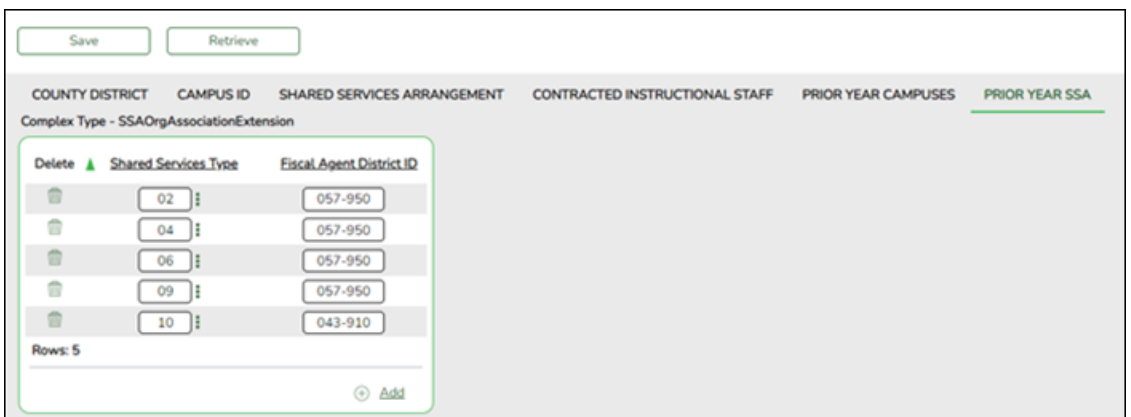 Save Retrieve
COUNTY DISTRICT CAMPUS ID SHARED SERVICES ARRANGEMENT CONTRACTED INSTRUCTIONAL STAFF PRIOR YEAR CAMPUSES PRIOR YEAR SSA
Complex Type - SSAOrgAssociationExtension
Delete Shared Services Type Fiscal Agent District ID
02 057-950
04 057-950
06 057-950
09 057-950
10 043-910
Rows: 5
Add